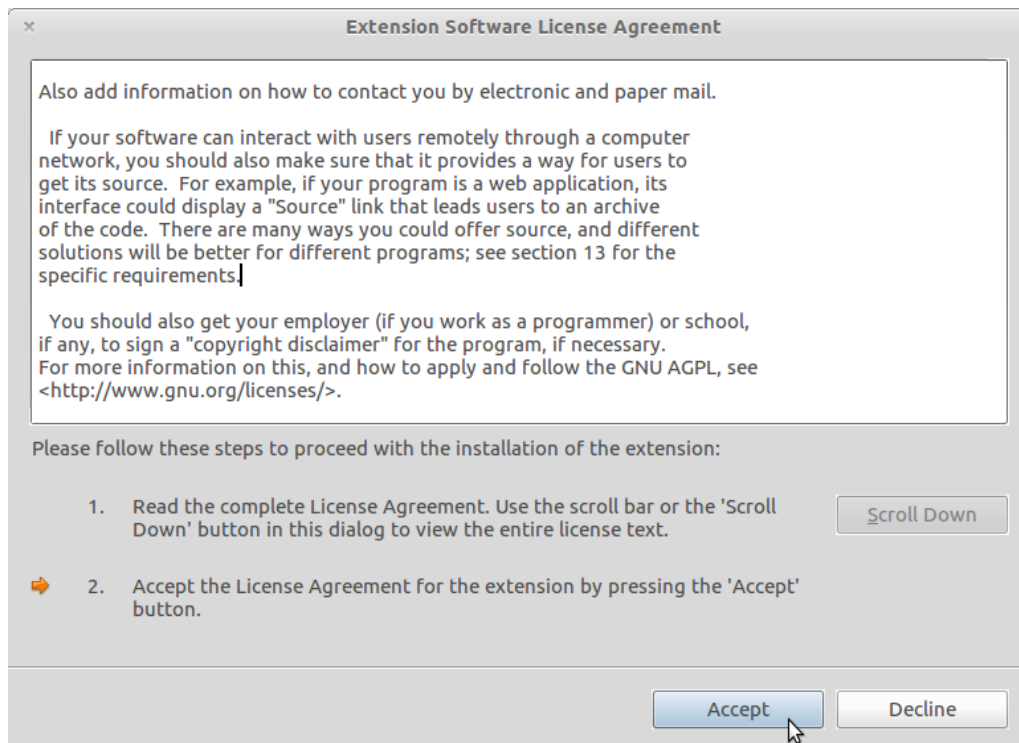 Extension Software License Agreement
Also add information on how to contact you by electronic and paper mail.
If your software can interact with users remotely through a computer
network, you should also make sure that it provides a way for users to
get its source.  For example, if your program is a web application, its
interface could display a "Source" link that leads users to an archive
of the code.  There are many ways you could offer source, and different
solutions will be better for different programs; see section 13 for the
specific requirements.
You should also get your employer (if you work as a programmer) or school,
if any, to sign a "copyright disclaimer" for the program, if necessary.
For more information on this, and how to apply and follow the GNU AGPL, see
<http://www.gnu.org/licenses/>.
Please follow these steps to proceed with the installation of the extension:
1. Read the complete License Agreement. Use the scroll bar or the 'Scroll
Down' button in this dialog to view the entire license text.
Scroll Down
2. Accept the License Agreement for the extension by pressing the 'Accept'
button.
Accept
Decline